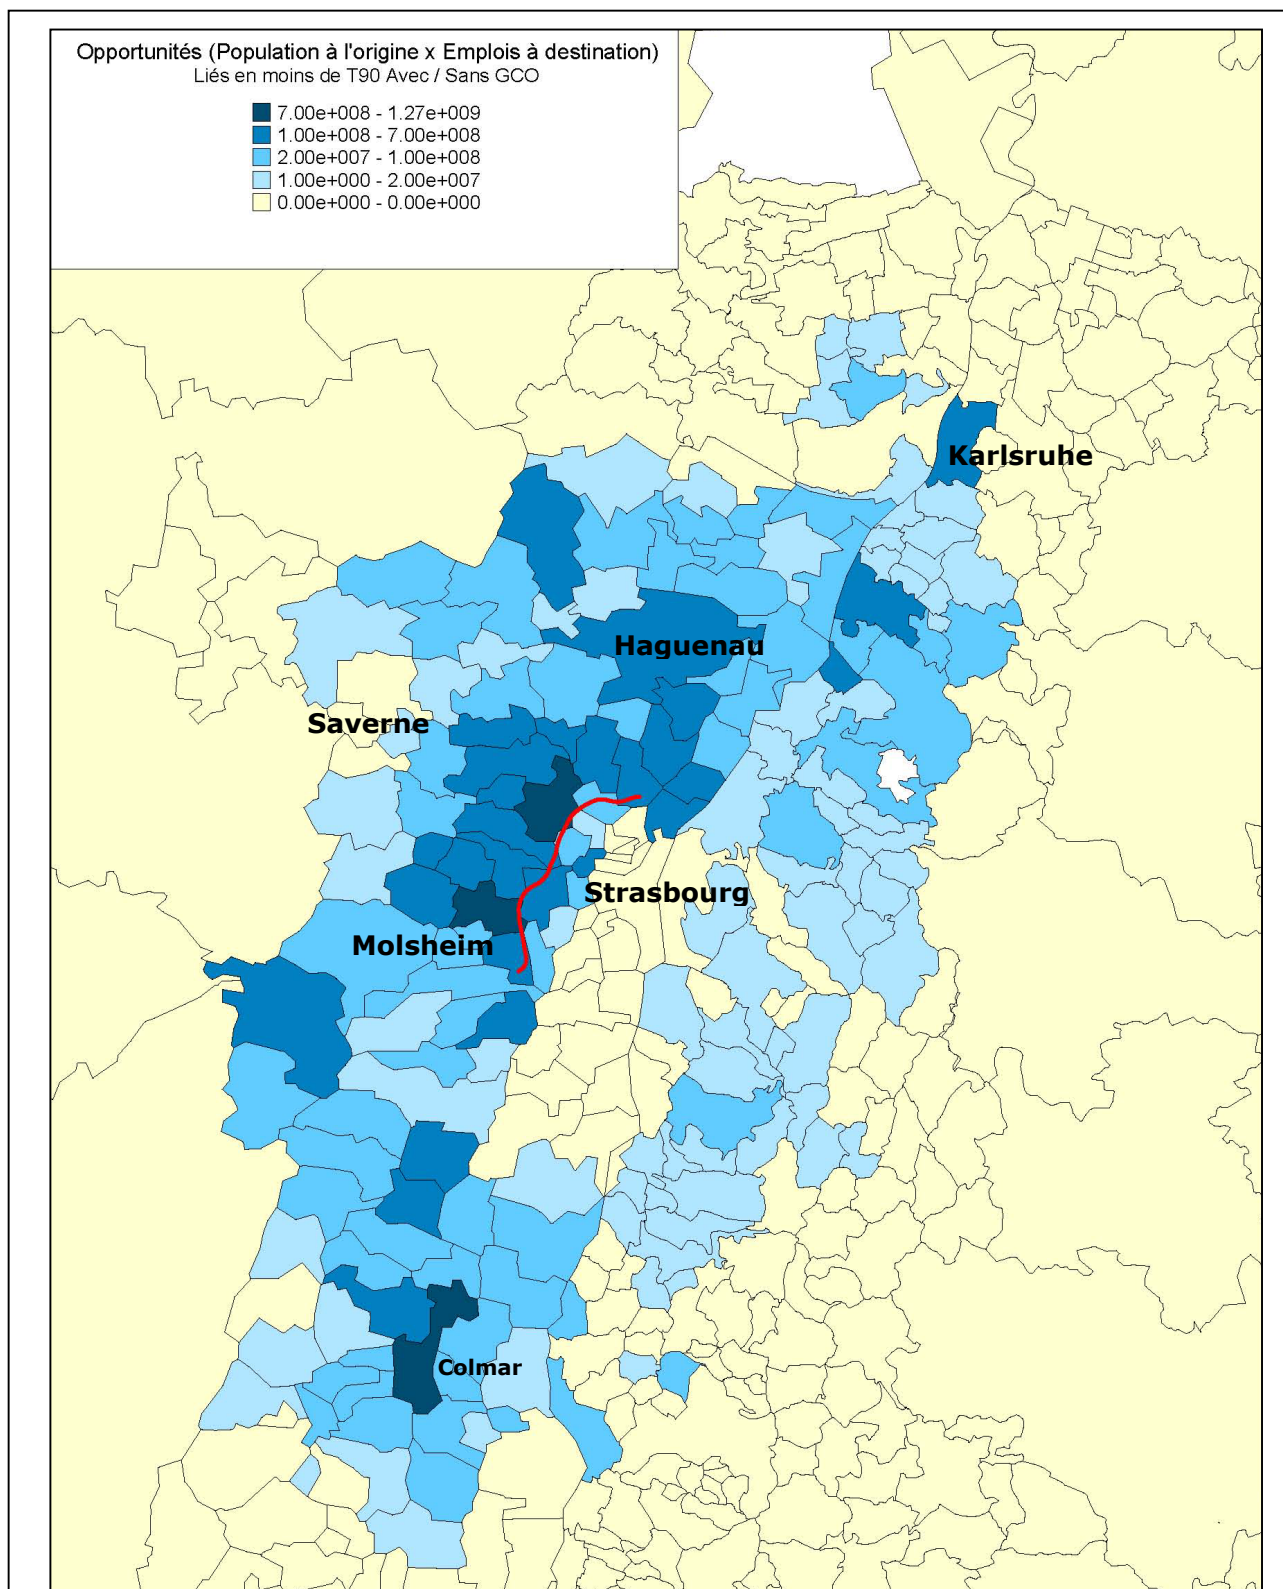 Opportunités (Population à l'origine x Emplois à destination)
Liés en moins de T90 Avec / Sans GCO
7.00e+008 - 1.27e+009
1.00e+008 - 7.00e+008
2.00e+007 - 1.00e+008
1.00e+000 - 2.00e+007
0.00e+000 - 0.00e+000
Karlsruhe
Haguenau
Saverne
Strasbourg
Molsheim
Colmar